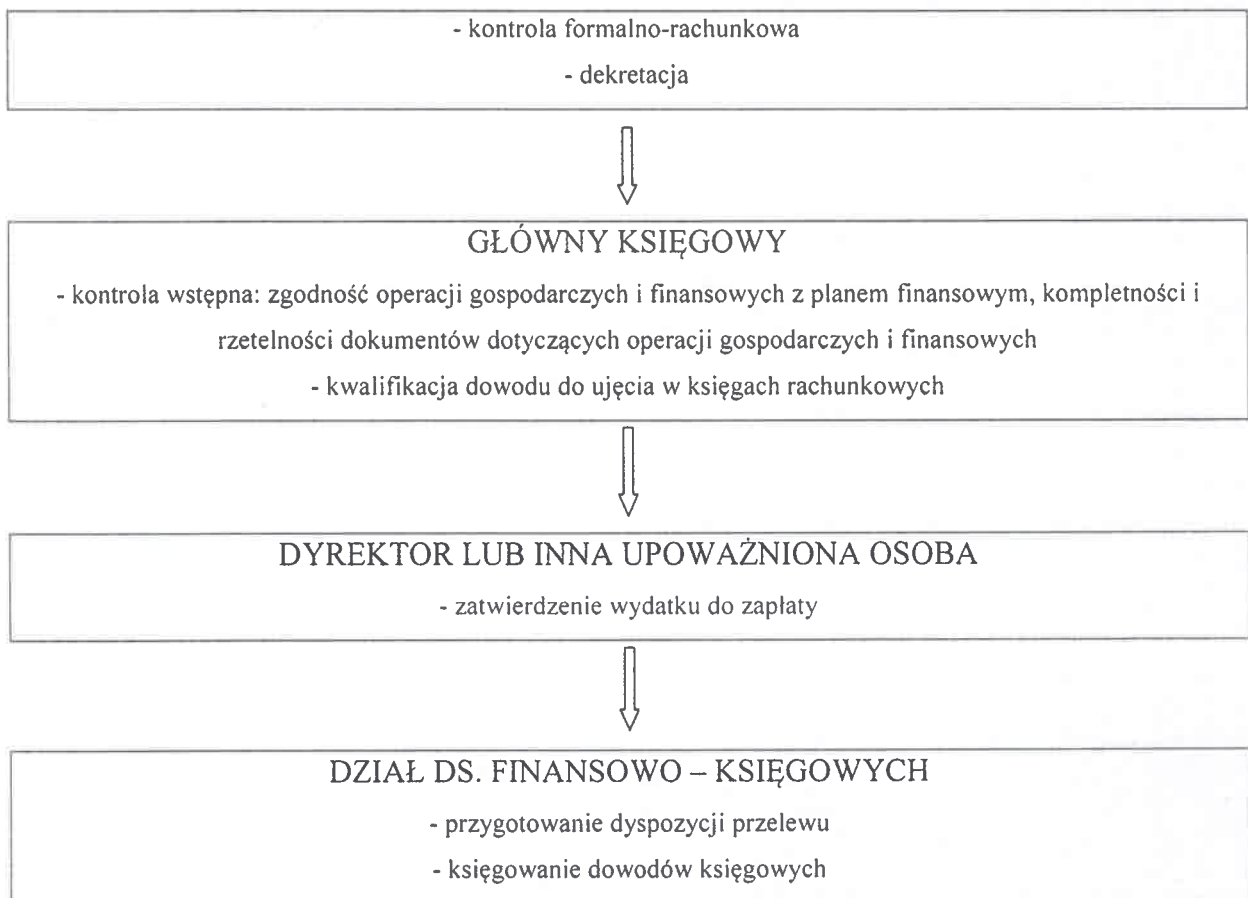 - kontrola formalno-rachunkowa
- dekretacja
GŁÓWNY KSIĘGOWY
- kontrola wstępna: zgodność operacji gospodarczych i finansowych z planem finansowym, kompletności i
rzetelności dokumentów dotyczących operacji gospodarczych i finansowych
- kwalifikacja dowodu do ujęcia w księgach rachunkowych
DYREKTOR LUB INNA UPOWAŻNIONA OSOBA
- zatwierdzenie wydatku do zapłaty
DZIAŁ DS. FINANSOWO – KSIĘGOWYCH
- przygotowanie dyspozycji przelewu
- księgowanie dowodów księgowych